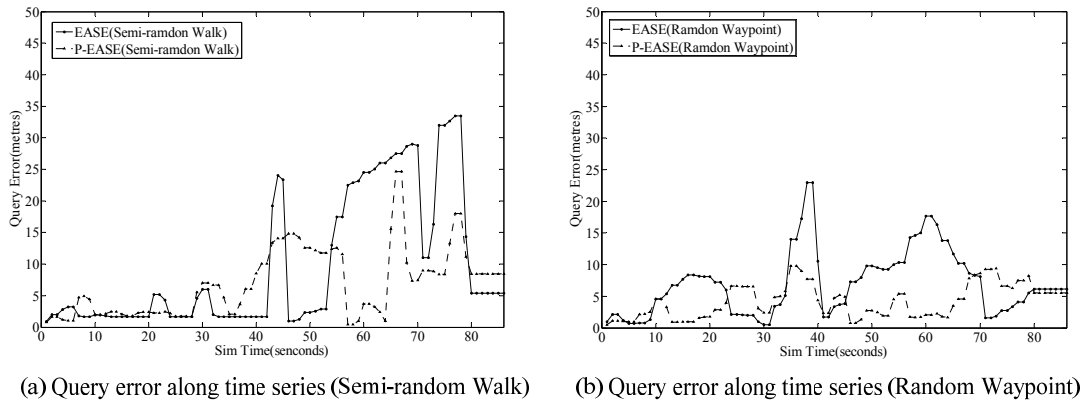 50
45
40
35
30
25
20
15
10
5
0
Query Error(metres)
EASE(Semi-ramdon Walk)
P-EASE(Semi-ramdon Walk)
0 10 20 30 40 50 60 70 80
Sim Time(senconds)
(a) Query error along time series (Semi-random Walk)
50
45
40
35
30
25
20
15
10
5
0
Query Error(metres)
EASE(Ramdon Waypoint)
P-EASE(Ramdon Waypoint)
0 10 20 30 40 50 60 70 80
Sim Time(seconds)
(b) Query error along time series (Random Waypoint)